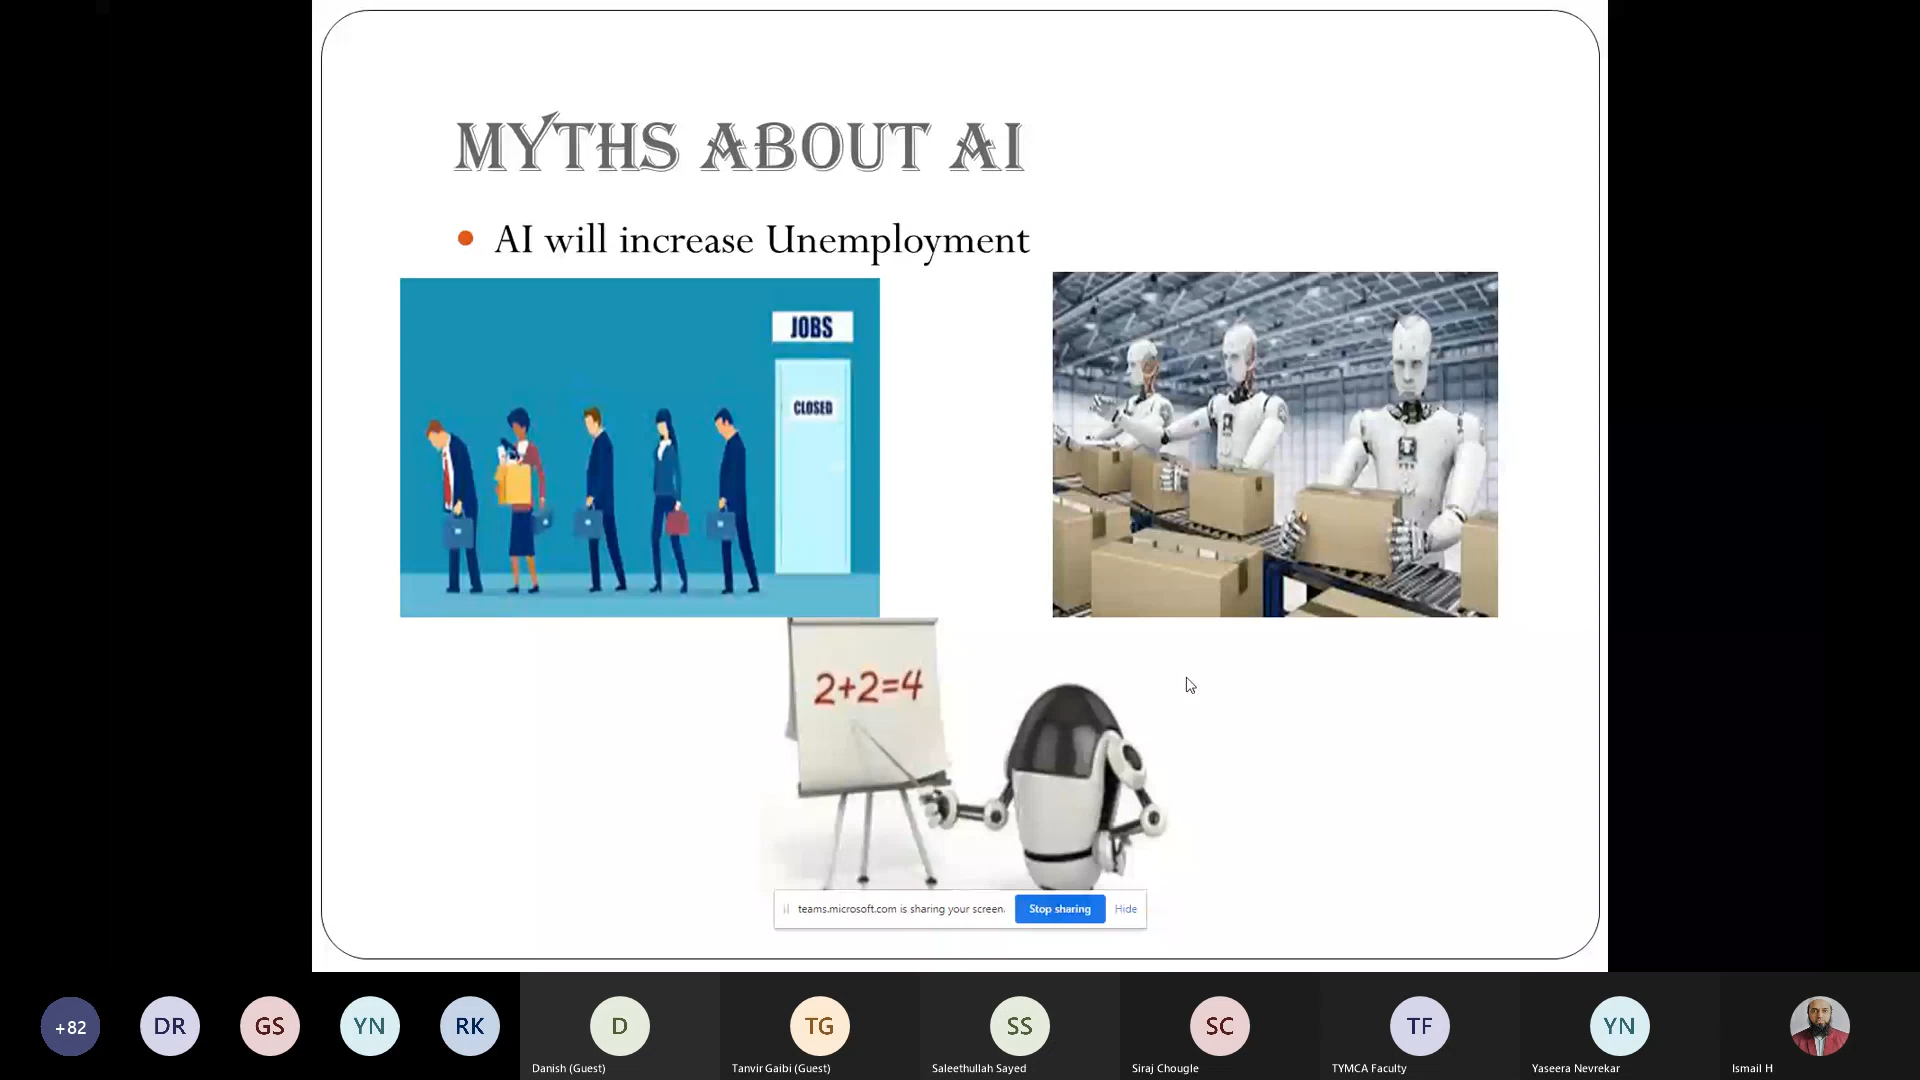 MYTHS ABOUT AI
AI will increase Unemployment
JOBS
CLOSED
2+2=4
teams.microsoft.com is sharing your screen.
Stop sharing
Hide
+82
DR
GS
YN
RK
D
TG
SS
SC
TF
YN
Danish (Guest)
Tanvir Gaibi (Guest)
Saleethullah Sayed
Siraj Chougle
TYMCA Faculty
Yaseera Nevrekar
Ismail H